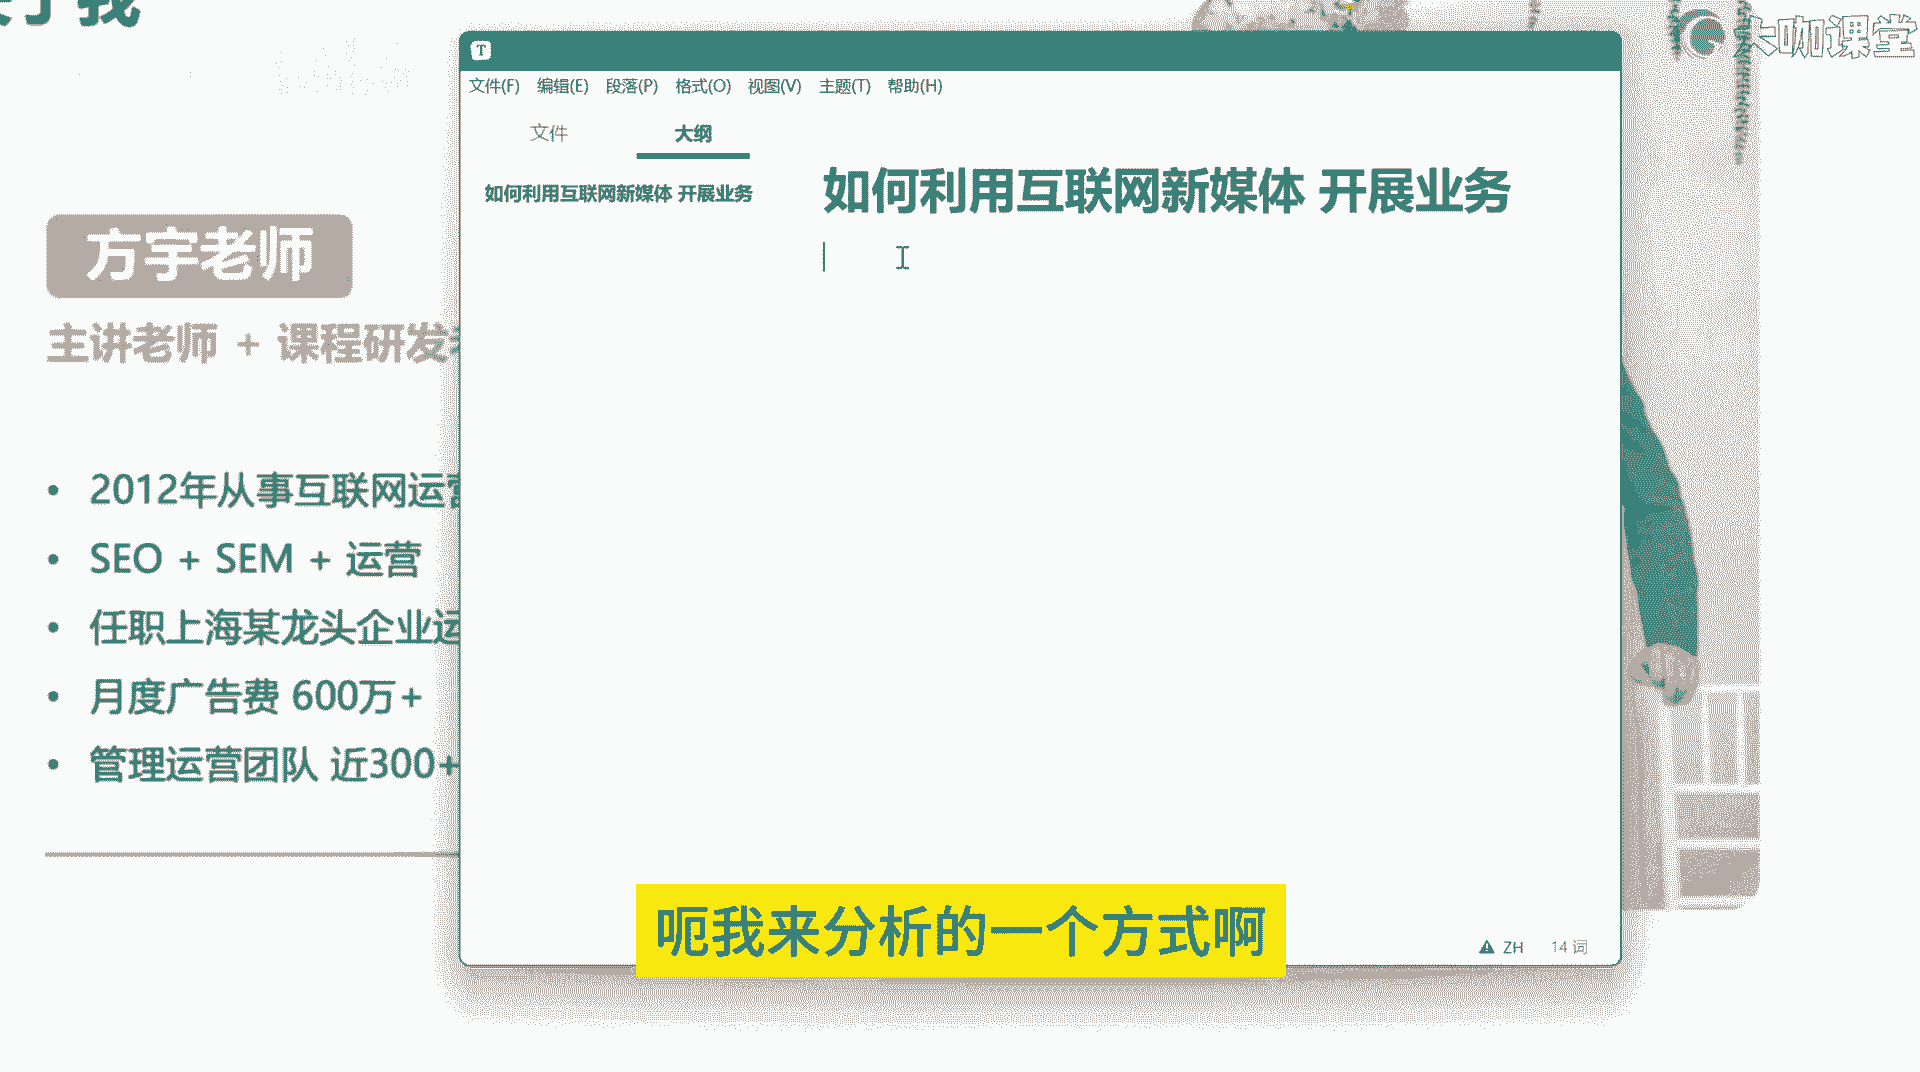 了我
大咖课堂
T
文件(F) 编辑(E) 段落(P) 格式(O) 视图(V) 主题(T) 帮助(H)
文件 大纲
如何利用互联网新媒体 开展业务
如何利用互联网新媒体 开展业务
方宇老师
主讲老师 + 课程研发
2012年从事互联网运营
SEO + SEM + 运营
任职上海某龙头企业运
月度广告费 600万+
管理运营团队 近300+
呃我来分析的一个方式啊
ZH 14 词